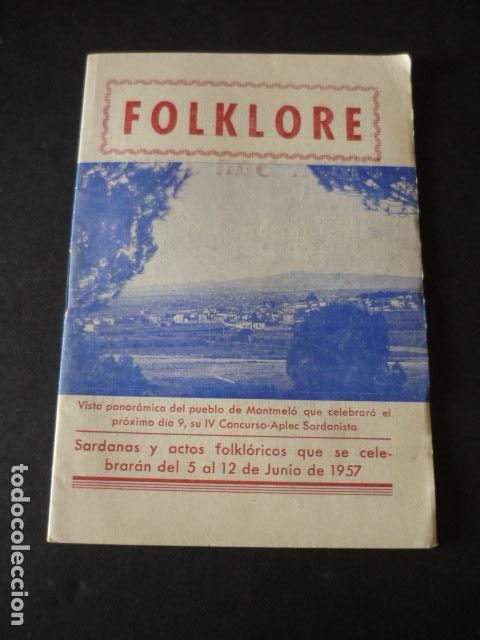 FOLKLORE
Vista panorámica del pueblo de Montmeló que celebrará el
próximo día 9, su IV Concurso-Aplec Sardanista
Sardanas y actos folklóricos que se cele-
brarán del 5 al 12 de Junio de 1957
todocoleccion